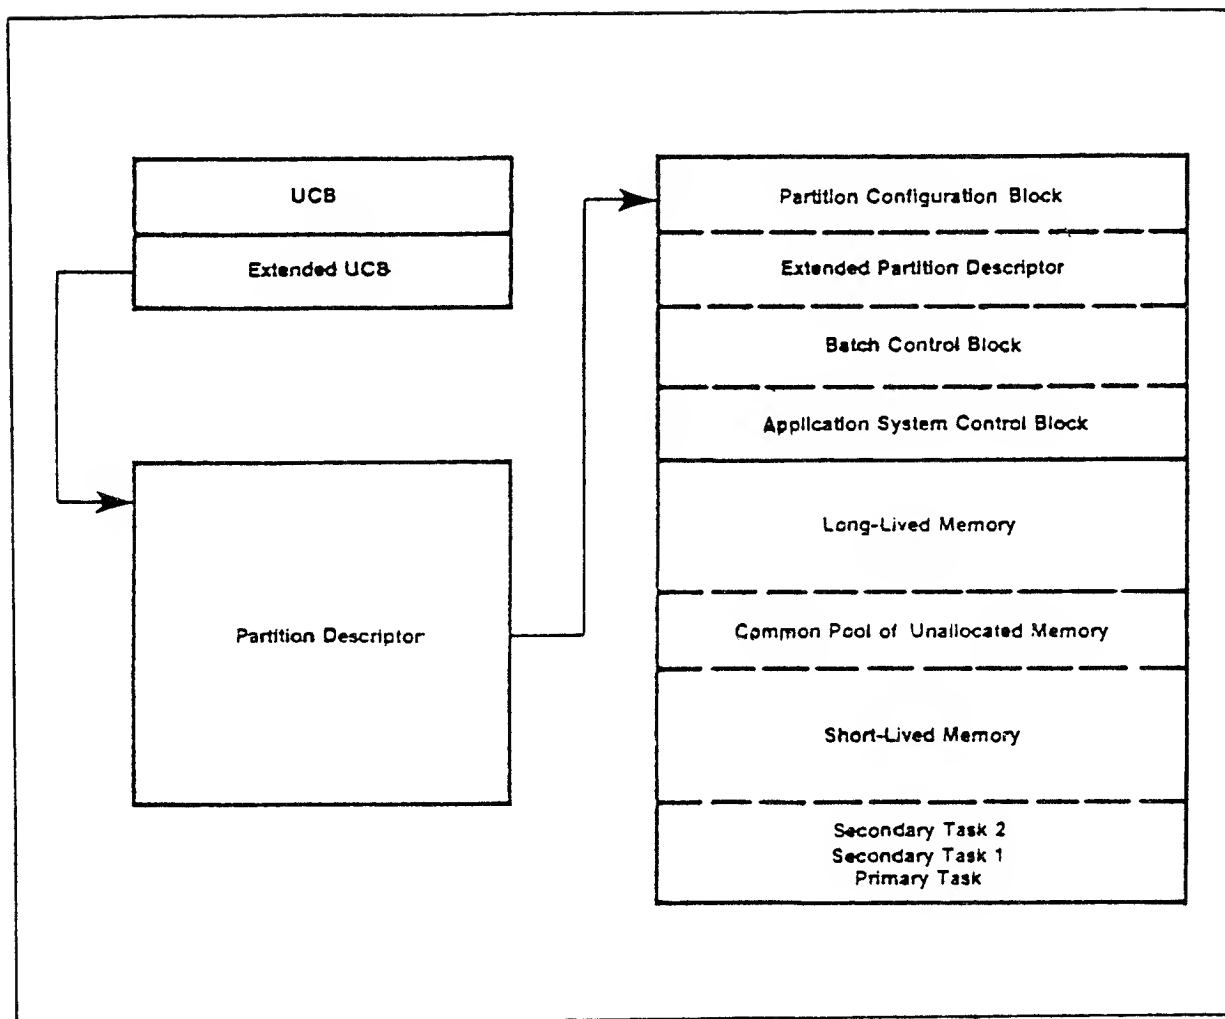 UCB
Extended UCB
Partition Descriptor
Partition Configuration Block
Extended Partition Descriptor
Batch Control Block
Application System Control Block
Long-Lived Memory
Common Pool of Unallocated Memory
Short-Lived Memory
Secondary Task 2
Secondary Task 1
Primary Task